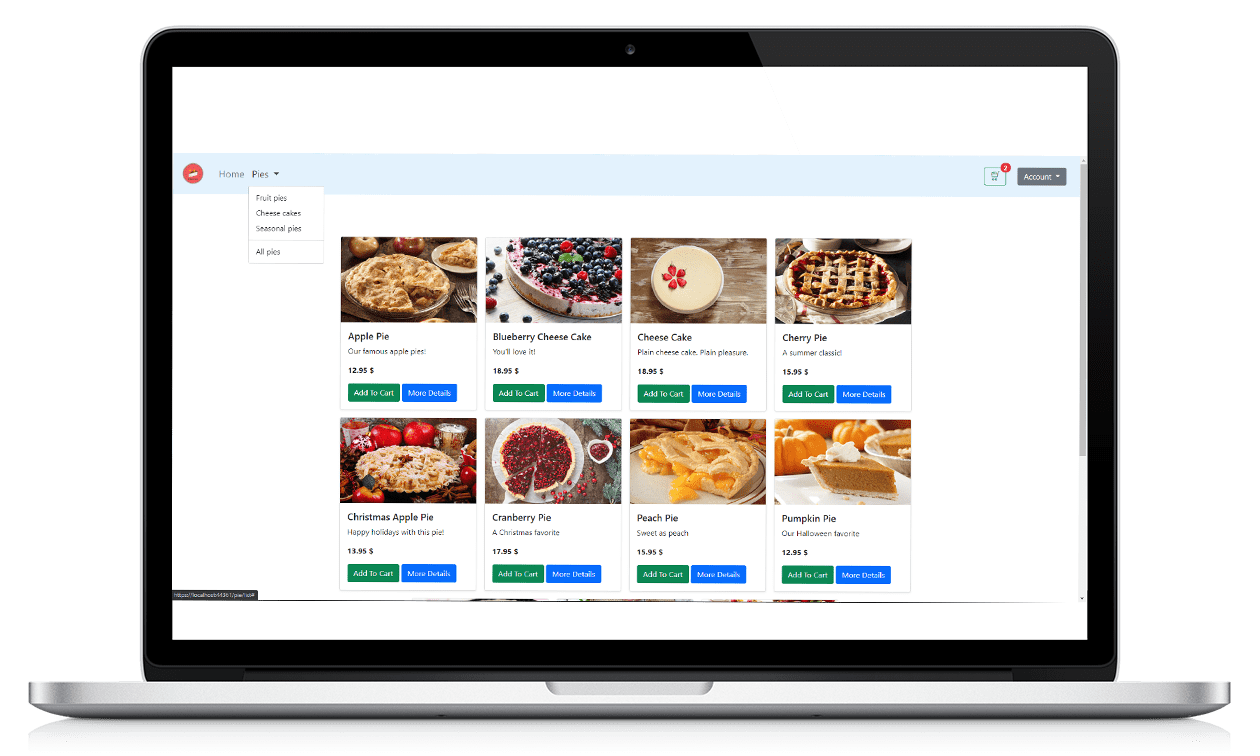 Home Pies
2
Account
Fruit pies
Cheese cakes
Seasonal pies
All pies
Apple Pie
Our famous apple pies!
12.95 $
Add To Cart More Details
Blueberry Cheese Cake
You'll love it!
18.95 $
Add To Cart More Details
Cheese Cake
Plain cheese cake. Plain pleasure.
18.95 $
Add To Cart More Details
Cherry Pie
A summer classic!
15.95 $
Add To Cart More Details
Christmas Apple Pie
Happy holidays with this pie!
13.95 $
Add To Cart More Details
Cranberry Pie
A Christmas favorite
17.95 $
Add To Cart More Details
Peach Pie
Sweet as peach
15.95 $
Add To Cart More Details
Pumpkin Pie
Our Halloween favorite
12.95 $
Add To Cart More Details